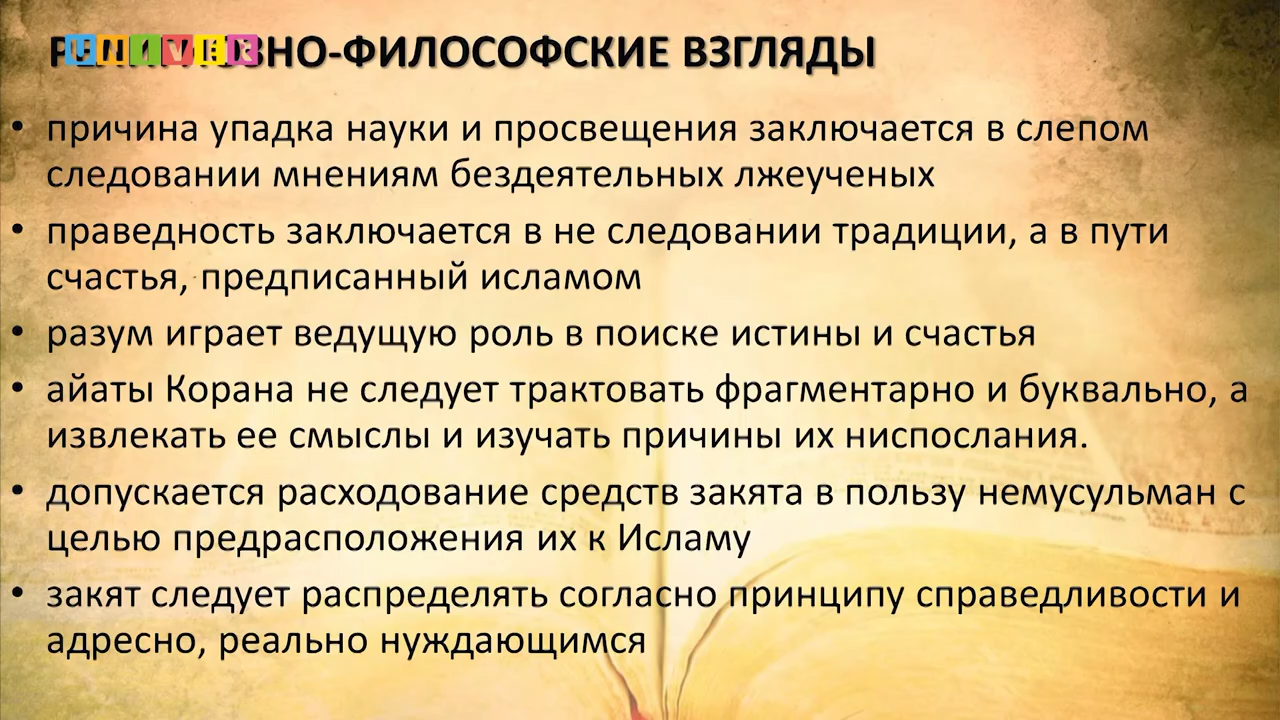 UNIVER
РЕЛИГИОЗНО-ФИЛОСОФСКИЕ ВЗГЛЯДЫ
• причина упадка науки и просвещения заключается в слепом
следовании мнениям бездеятельных лжеученых
• праведность заключается в не следовании традиции, а в пути
счастья, предписанный исламом
• разум играет ведущую роль в поиске истины и счастья
• айаты Корана не следует трактовать фрагментарно и буквально, а
извлекать ее смыслы и изучать причины их ниспослания.
• допускается расходование средств закята в пользу немусульман с
целью предрасположения их к Исламу
• закят следует распределять согласно принципу справедливости и
адресно, реально нуждающимся